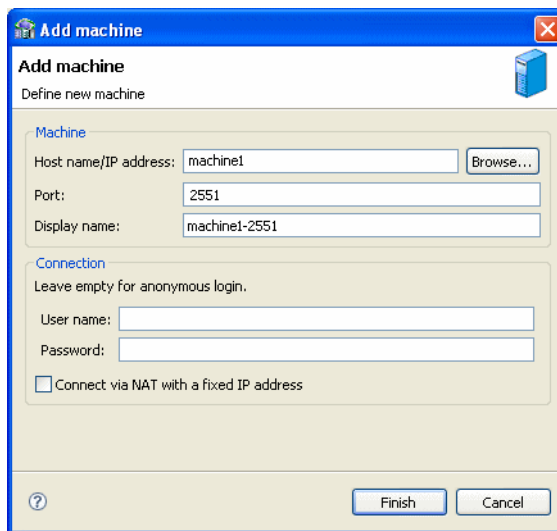 Add machine
Add machine
Define new machine
Machine
Host name/IP address: machine1 Browse...
Port: 2551
Display name: machine1-2551
Connection
Leave empty for anonymous login.
User name:
Password:
Connect via NAT with a fixed IP address
? Finish Cancel